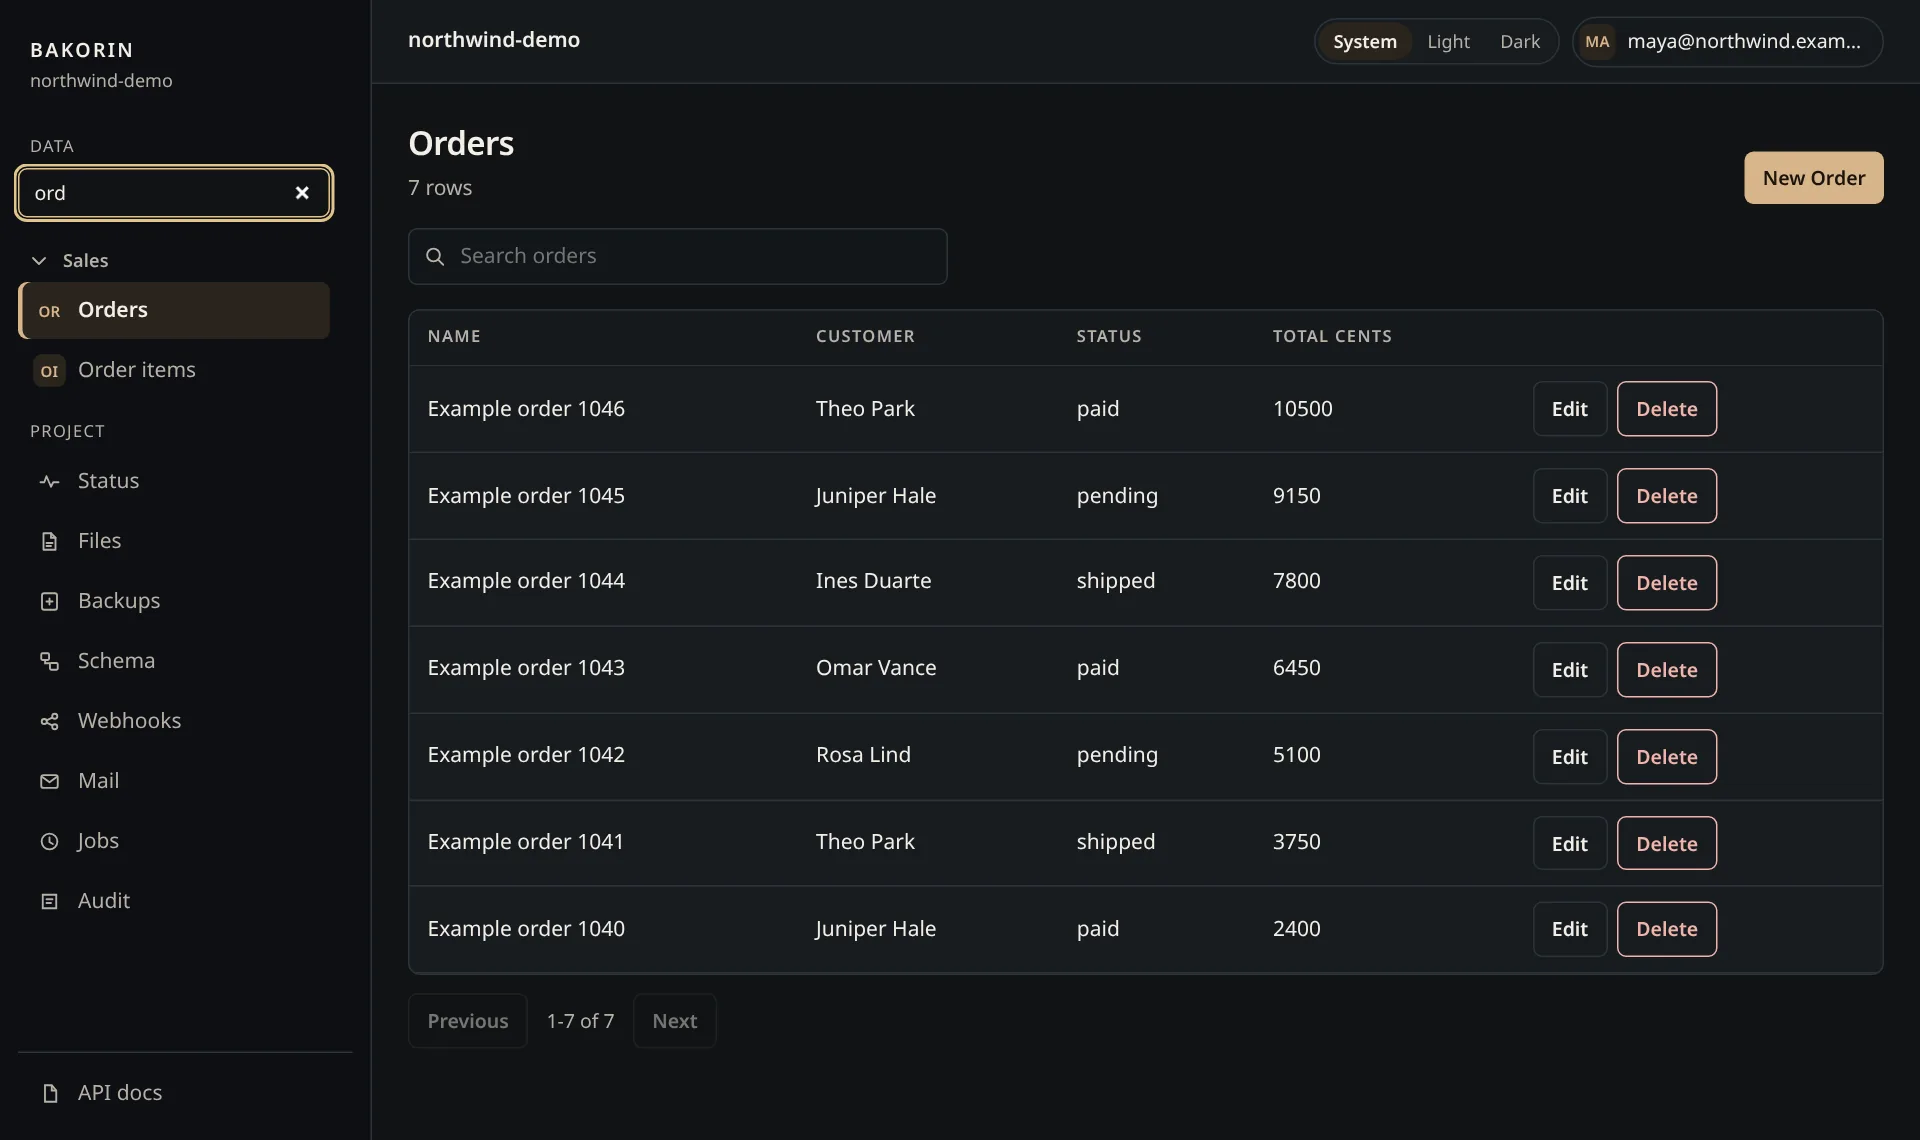 BAKORIN
northwind-demo
DATA
ord
Sales
OR Orders
OI Order items
PROJECT
Status
Files
Backups
Schema
Webhooks
Mail
Jobs
Audit
API docs
northwind-demo
System Light Dark
MA maya@northwind.exam...
Orders
7 rows
New Order
Search orders
NAME CUSTOMER STATUS TOTAL CENTS
Example order 1046 Theo Park paid 10500 Edit Delete
Example order 1045 Juniper Hale pending 9150 Edit Delete
Example order 1044 Ines Duarte shipped 7800 Edit Delete
Example order 1043 Omar Vance paid 6450 Edit Delete
Example order 1042 Rosa Lind pending 5100 Edit Delete
Example order 1041 Theo Park shipped 3750 Edit Delete
Example order 1040 Juniper Hale paid 2400 Edit Delete
Previous 1-7 of 7 Next